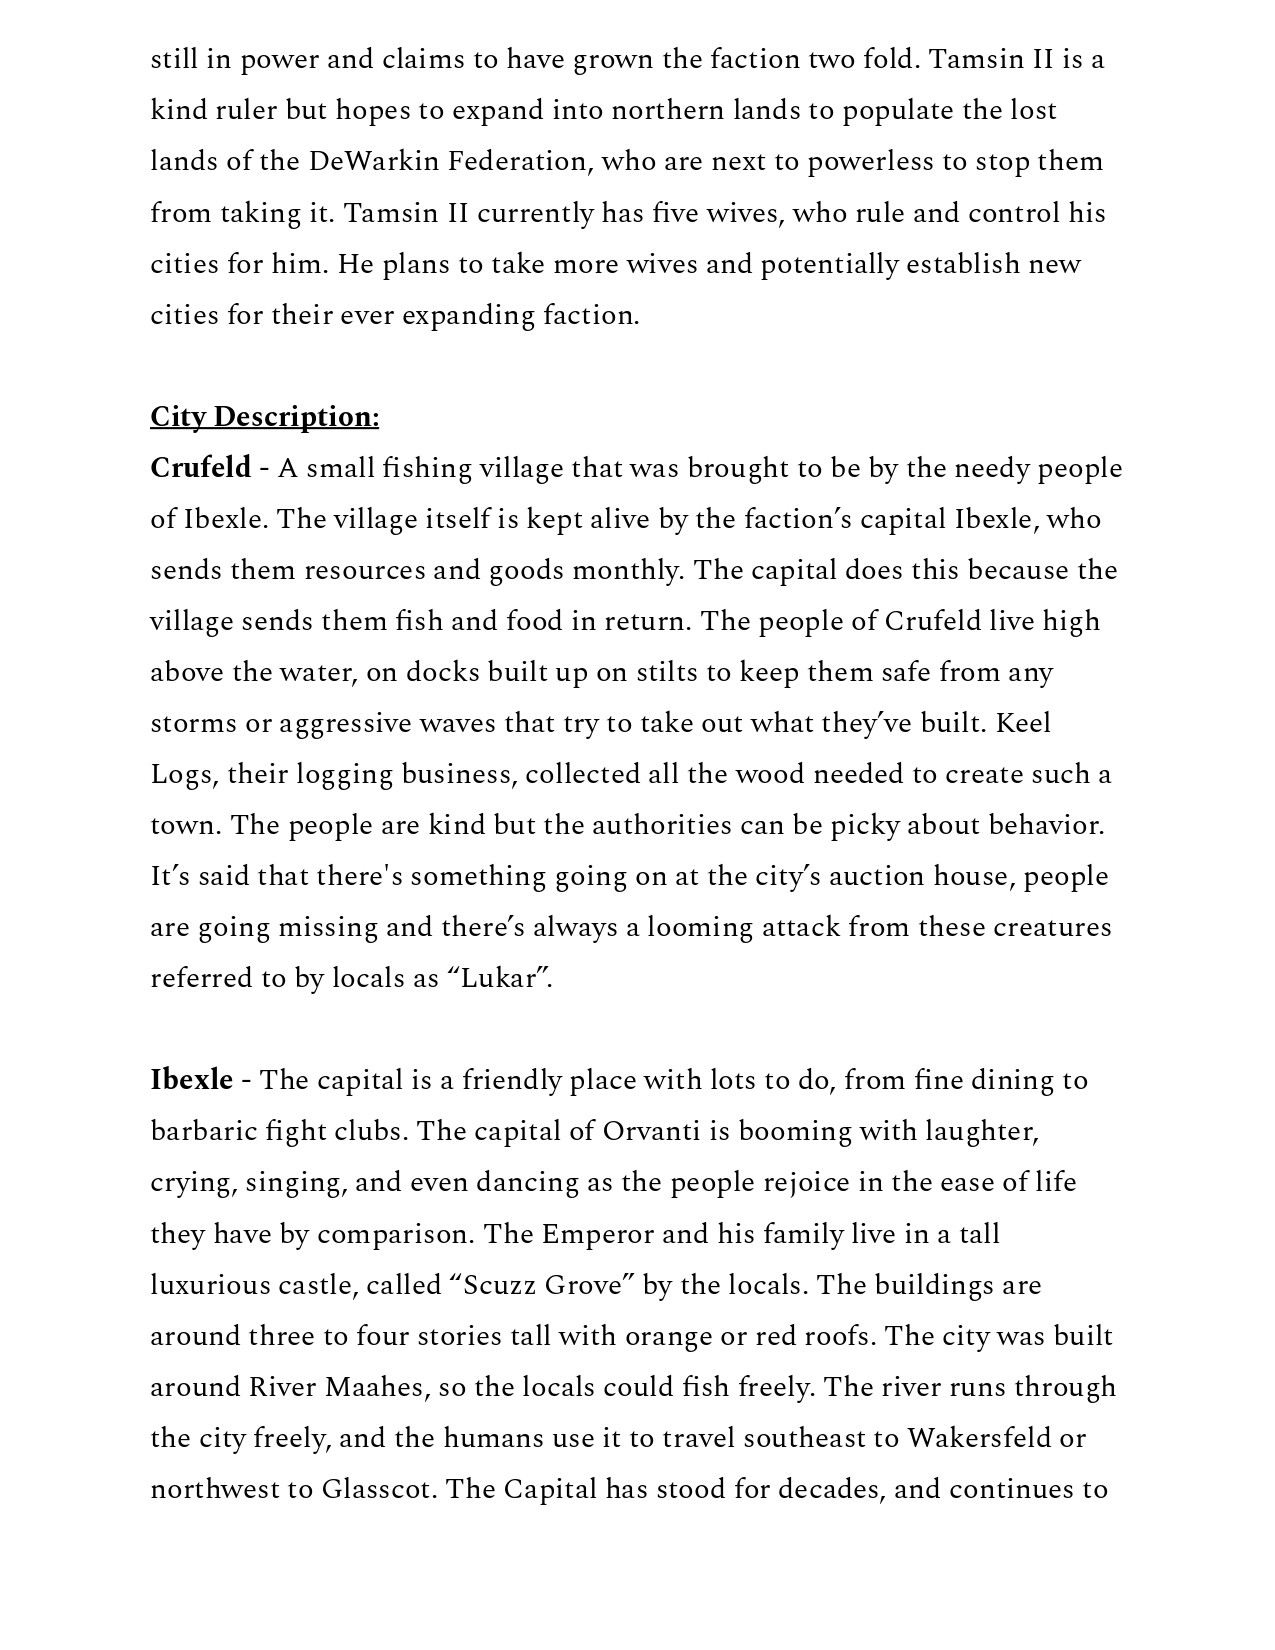 still in power and claims to have grown the faction two fold. Tamsin II is a
kind ruler but hopes to expand into northern lands to populate the lost
lands of the DeWarkin Federation, who are next to powerless to stop them
from taking it. Tamsin II currently has five wives, who rule and control his
cities for him. He plans to take more wives and potentially establish new
cities for their ever expanding faction.
City Description:
Crufeld - A small fishing village that was brought to be by the needy people
of Ibexle. The village itself is kept alive by the faction’s capital Ibexle, who
sends them resources and goods monthly. The capital does this because the
village sends them fish and food in return. The people of Crufeld live high
above the water, on docks built up on stilts to keep them safe from any
storms or aggressive waves that try to take out what they’ve built. Keel
Logs, their logging business, collected all the wood needed to create such a
town. The people are kind but the authorities can be picky about behavior.
It’s said that there's something going on at the city’s auction house, people
are going missing and there’s always a looming attack from these creatures
referred to by locals as “Lukar”.
Ibexle - The capital is a friendly place with lots to do, from fine dining to
barbaric fight clubs. The capital of Orvanti is booming with laughter,
crying, singing, and even dancing as the people rejoice in the ease of life
they have by comparison. The Emperor and his family live in a tall
luxurious castle, called “Scuzz Grove” by the locals. The buildings are
around three to four stories tall with orange or red roofs. The city was built
around River Maahes, so the locals could fish freely. The river runs through
the city freely, and the humans use it to travel southeast to Wakersfeld or
northwest to Glasscot. The Capital has stood for decades, and continues to